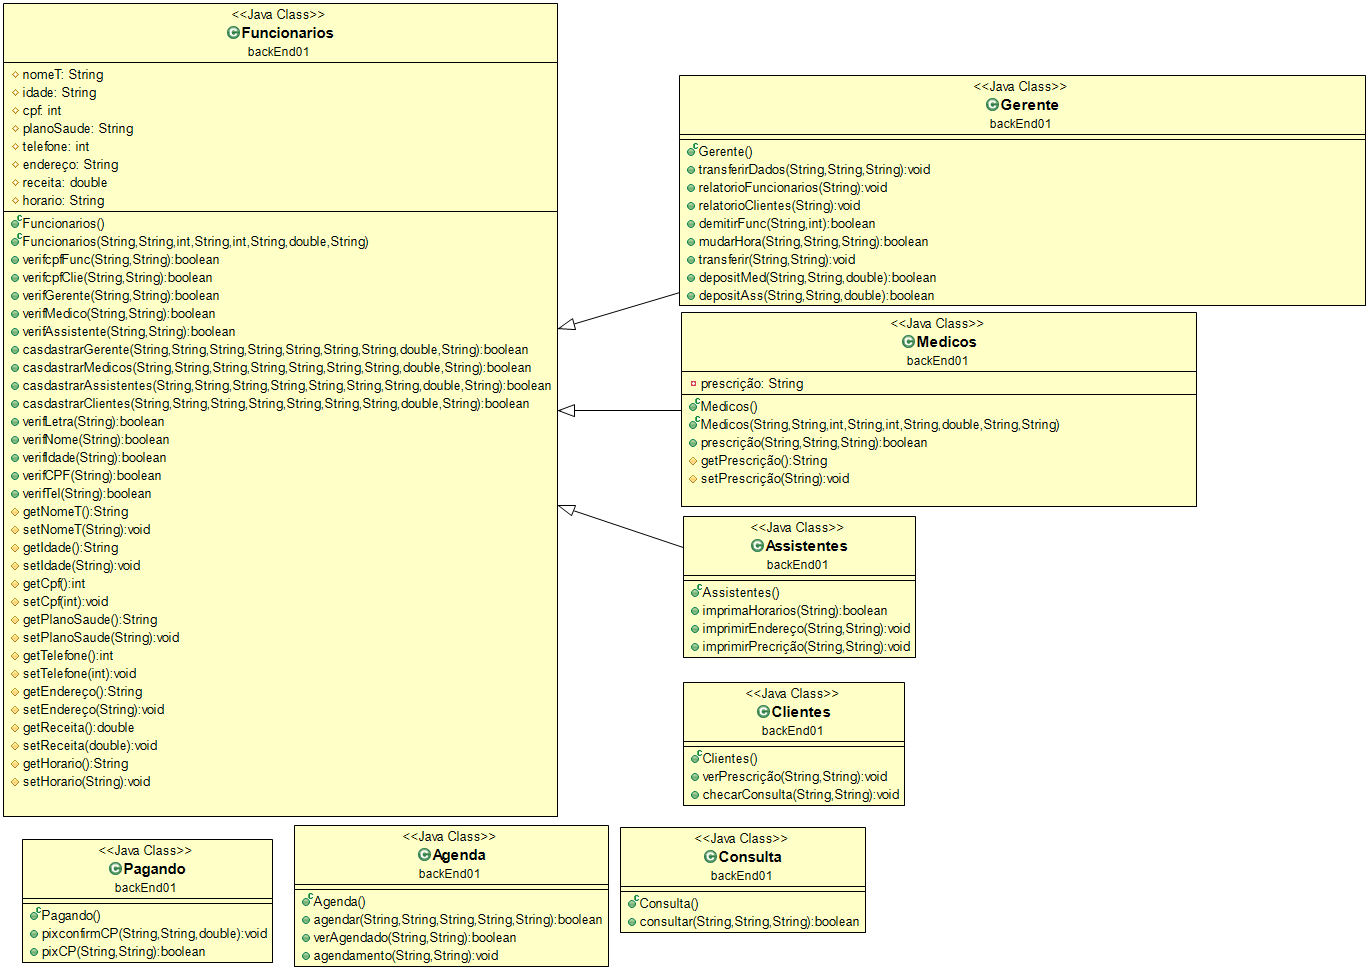 <<Java Class>>
Funcionarios
backEnd01
nomeT: String
idade: String
cpf: int
planoSaude: String
telefone: int
endereço: String
receita: double
horario: String
Funcionarios()
Funcionarios(String,String,int,String,int,String,double,String)
verifcpfFunc(String,String):boolean
verifcpfClie(String,String):boolean
verifGerente(String,String):boolean
verifMedico(String,String):boolean
verifAssistente(String,String):boolean
casdastrarGerente(String,String,String,String,String,String,String,double,String):boolean
casdastrarMedicos(String,String,String,String,String,String,String,double,String):boolean
casdastrarAssistentes(String,String,String,String,String,String,String,double,String):boolean
casdastrarClientes(String,String,String,String,String,String,String,double,String):boolean
verifLetra(String):boolean
verifNome(String):boolean
verifIdade(String):boolean
verifCPF(String):boolean
verifTel(String):boolean
getNomeT():String
setNomeT(String):void
getIdade():String
setIdade(String):void
getCpf():int
setCpf(int):void
getPlanoSaude():String
setPlanoSaude(String):void
getTelefone():int
setTelefone(int):void
getEndereço():String
setEndereço(String):void
getReceita():double
setReceita(double):void
getHorario():String
setHorario(String):void
<<Java Class>>
Gerente
backEnd01
Gerente()
transferirDados(String,String,String):void
relatorioFuncionarios(String):void
relatorioClientes(String):void
demitirFunc(String,int):boolean
mudarHora(String,String,String):boolean
transferir(String,String):void
depositMed(String,String,double):boolean
depositAss(String,String,double):boolean
<<Java Class>>
Medicos
backEnd01
prescrição: String
Medicos()
Medicos(String,String,int,String,int,String,double,String,String)
prescrição(String,String,String):boolean
getPrescrição():String
setPrescrição(String):void
<<Java Class>>
Assistentes
backEnd01
Assistentes()
imprimaHorarios(String):boolean
imprimirEndereço(String,String):void
imprimirPrecrição(String,String):void
<<Java Class>>
Clientes
backEnd01
Clientes()
verPrescrição(String,String):void
checarConsulta(String,String):void
<<Java Class>>
Pagando
backEnd01
Pagando()
pixconfirmCP(String,String,double):void
pixCP(String,String):boolean
<<Java Class>>
Agenda
backEnd01
Agenda()
agendar(String,String,String,String,String):boolean
verAgendado(String,String):boolean
agendamento(String,String):void
<<Java Class>>
Consulta
backEnd01
Consulta()
consultar(String,String,String):boolean